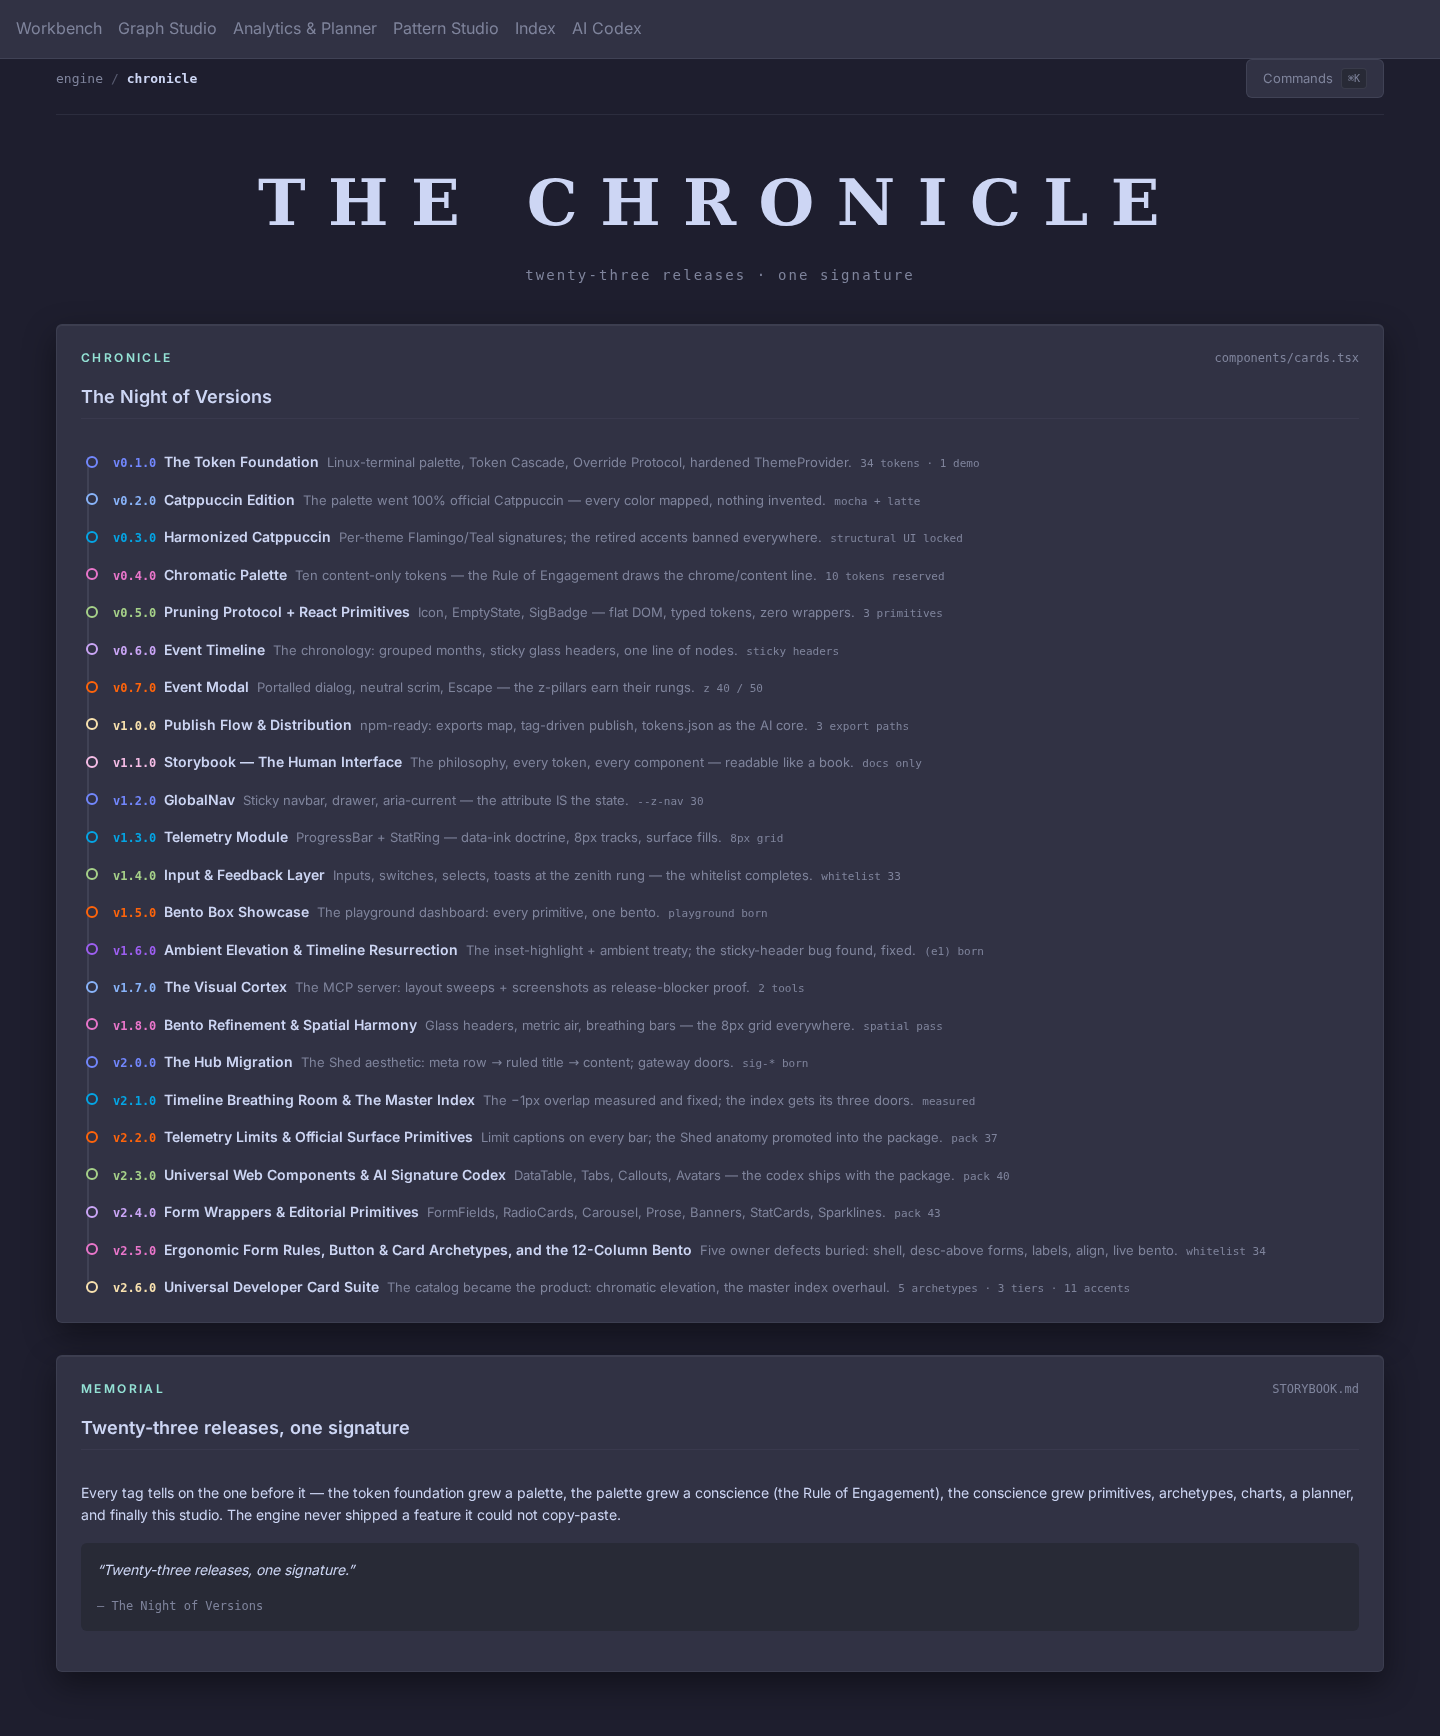 Workbench Graph Studio Analytics & Planner Pattern Studio Index AI Codex
engine / chronicle
Commands ⌘K
THE CHRONICLE
twenty-three releases · one signature
CHRONICLE components/cards.tsx
The Night of Versions
v0.1.0 The Token Foundation Linux-terminal palette, Token Cascade, Override Protocol, hardened ThemeProvider. 34 tokens · 1 demo
v0.2.0 Catppuccin Edition The palette went 100% official Catppuccin — every color mapped, nothing invented. mocha + latte
v0.3.0 Harmonized Catppuccin Per-theme Flamingo/Teal signatures; the retired accents banned everywhere. structural UI locked
v0.4.0 Chromatic Palette Ten content-only tokens — the Rule of Engagement draws the chrome/content line. 10 tokens reserved
v0.5.0 Pruning Protocol + React Primitives Icon, EmptyState, SigBadge — flat DOM, typed tokens, zero wrappers. 3 primitives
v0.6.0 Event Timeline The chronology: grouped months, sticky glass headers, one line of nodes. sticky headers
v0.7.0 Event Modal Portalled dialog, neutral scrim, Escape — the z-pillars earn their rungs. z 40 / 50
v1.0.0 Publish Flow & Distribution npm-ready: exports map, tag-driven publish, tokens.json as the AI core. 3 export paths
v1.1.0 Storybook — The Human Interface The philosophy, every token, every component — readable like a book. docs only
v1.2.0 GlobalNav Sticky navbar, drawer, aria-current — the attribute IS the state. --z-nav 30
v1.3.0 Telemetry Module ProgressBar + StatRing — data-ink doctrine, 8px tracks, surface fills. 8px grid
v1.4.0 Input & Feedback Layer Inputs, switches, selects, toasts at the zenith rung — the whitelist completes. whitelist 33
v1.5.0 Bento Box Showcase The playground dashboard: every primitive, one bento. playground born
v1.6.0 Ambient Elevation & Timeline Resurrection The inset-highlight + ambient treaty; the sticky-header bug found, fixed. (e1) born
v1.7.0 The Visual Cortex The MCP server: layout sweeps + screenshots as release-blocker proof. 2 tools
v1.8.0 Bento Refinement & Spatial Harmony Glass headers, metric air, breathing bars — the 8px grid everywhere. spatial pass
v2.0.0 The Hub Migration The Shed aesthetic: meta row → ruled title → content; gateway doors. sig-* born
v2.1.0 Timeline Breathing Room & The Master Index The −1px overlap measured and fixed; the index gets its three doors. measured
v2.2.0 Telemetry Limits & Official Surface Primitives Limit captions on every bar; the Shed anatomy promoted into the package. pack 37
v2.3.0 Universal Web Components & AI Signature Codex DataTable, Tabs, Callouts, Avatars — the codex ships with the package. pack 40
v2.4.0 Form Wrappers & Editorial Primitives FormFields, RadioCards, Carousel, Prose, Banners, StatCards, Sparklines. pack 43
v2.5.0 Ergonomic Form Rules, Button & Card Archetypes, and the 12-Column Bento Five owner defects buried: shell, desc-above forms, labels, align, live bento. whitelist 34
v2.6.0 Universal Developer Card Suite The catalog became the product: chromatic elevation, the master index overhaul. 5 archetypes · 3 tiers · 11 accents
MEMORIAL STORYBOOK.md
Twenty-three releases, one signature
Every tag tells on the one before it — the token foundation grew a palette, the palette grew a conscience (the Rule of Engagement), the conscience grew primitives, archetypes, charts, a planner,
and finally this studio. The engine never shipped a feature it could not copy-paste.
“Twenty-three releases, one signature.”
— The Night of Versions